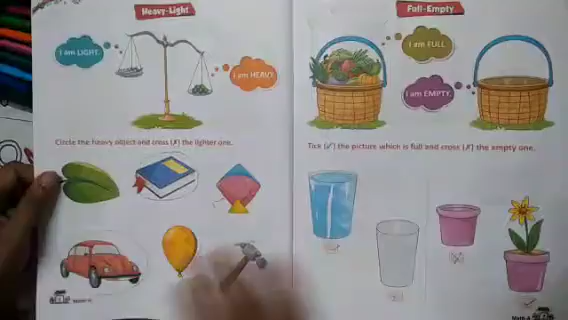 Heavy-Light
I am LIGHT.
I am HEAVY.
Circle the heavy object and cross (✗) the lighter one.
Full-Empty
I am FULL.
I am EMPTY.
Tick (✓) the picture which is full and cross (✗) the empty one.
Math-A